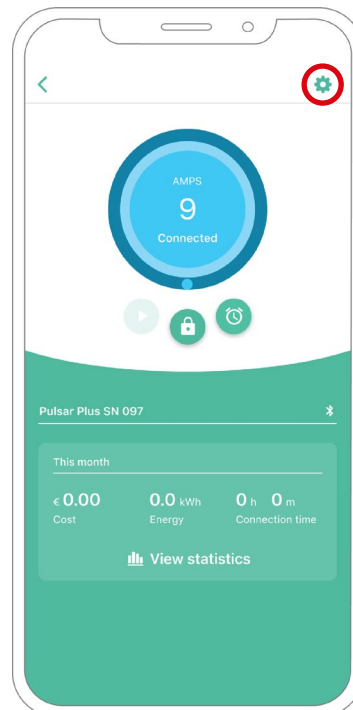 AMPS
9
Connected
Pulsar Plus SN 097
This month
€ 0.00 0.0 kWh 0 h 0 m
Cost Energy Connection time
View statistics